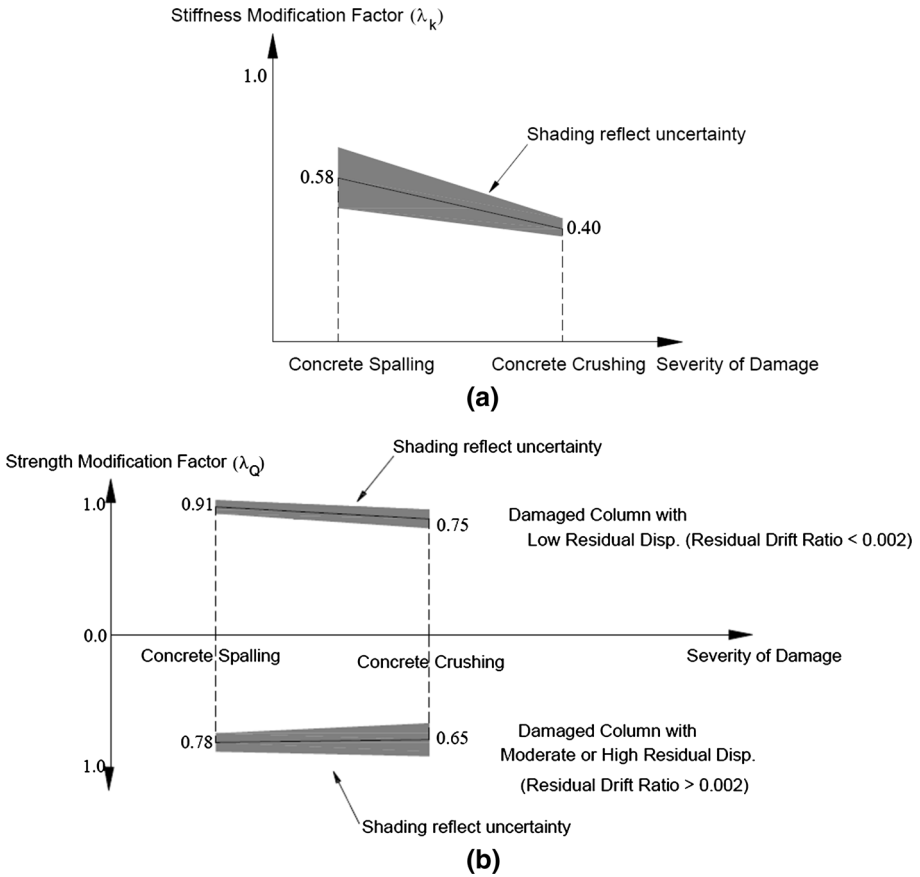 Stiffness Modification Factor (λk)
1.0
Shading reflect uncertainty
0.58
0.40
Concrete Spalling
Concrete Crushing
Severity of Damage
(a)
Shading reflect uncertainty
Strength Modification Factor (λQ)
1.0
0.91
0.75
Damaged Column with
Low Residual Disp. (Residual Drift Ratio < 0.002)
0.0
Concrete Spalling
Concrete Crushing
Severity of Damage
0.78
0.65
1.0
Damaged Column with
Moderate or High Residual Disp.
(Residual Drift Ratio > 0.002)
Shading reflect uncertainty
(b)